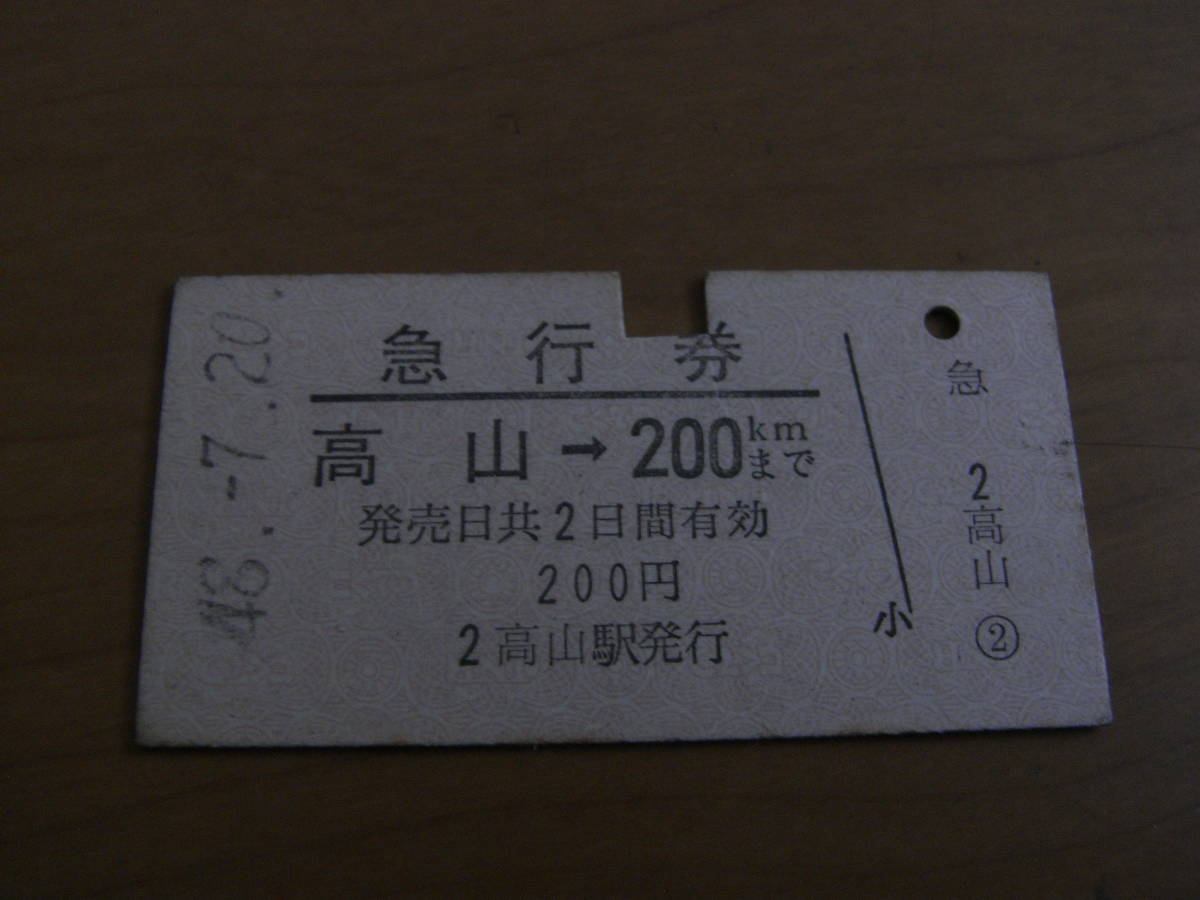 48.-7.20
急行券
高山→200kmまで
発売日共2日間有効
200円
2高山駅発行
小
急
2高山
②